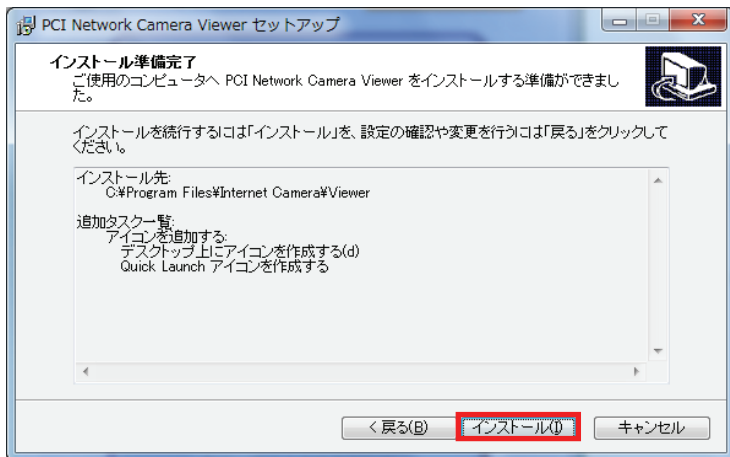 PCI Network Camera Viewer セットアップ
インストール準備完了
ご使用のコンピュータへ PCI Network Camera Viewer をインストールする準備ができまし
た。
インストールを続行するには「インストール」を、設定の確認や変更を行うには「戻る」をクリックして
ください。
インストール先:
C:¥Program Files¥Internet Camera¥Viewer
追加タスク一覧:
アイコンを追加する:
デスクトップ上にアイコンを作成する(d)
Quick Launch アイコンを作成する
< 戻る(B)
インストール(I)
キャンセル